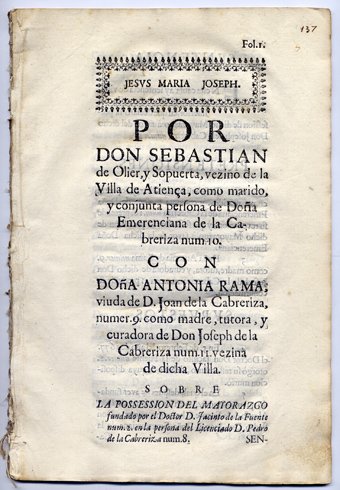 Fol.1.
137
JESVS MARIA JOSEPH.
POR
DON SEBASTIAN
de Olier, y Sopuerta, vezino de la
Villa de Atiença, como marido,
y conjunta persona de Doña
Emerenciana de la Ca-
breriza num.10.
CON
DOñA ANTONIA RAMA,
viuda de D. Joan de la Cabreriza,
numer.9. como madre, tutora, y
curadora de Don Joseph de la
Cabreriza num.11. vezina
de dicha Villa.
SOBRE
LA POSSESSION DEL MAYORAZGO
fundado por el Doctor D. Jacinto de la Fuente
num.2. en la persona del Licenciado D. Pedro
de la Cabreriza num.8. SEN-